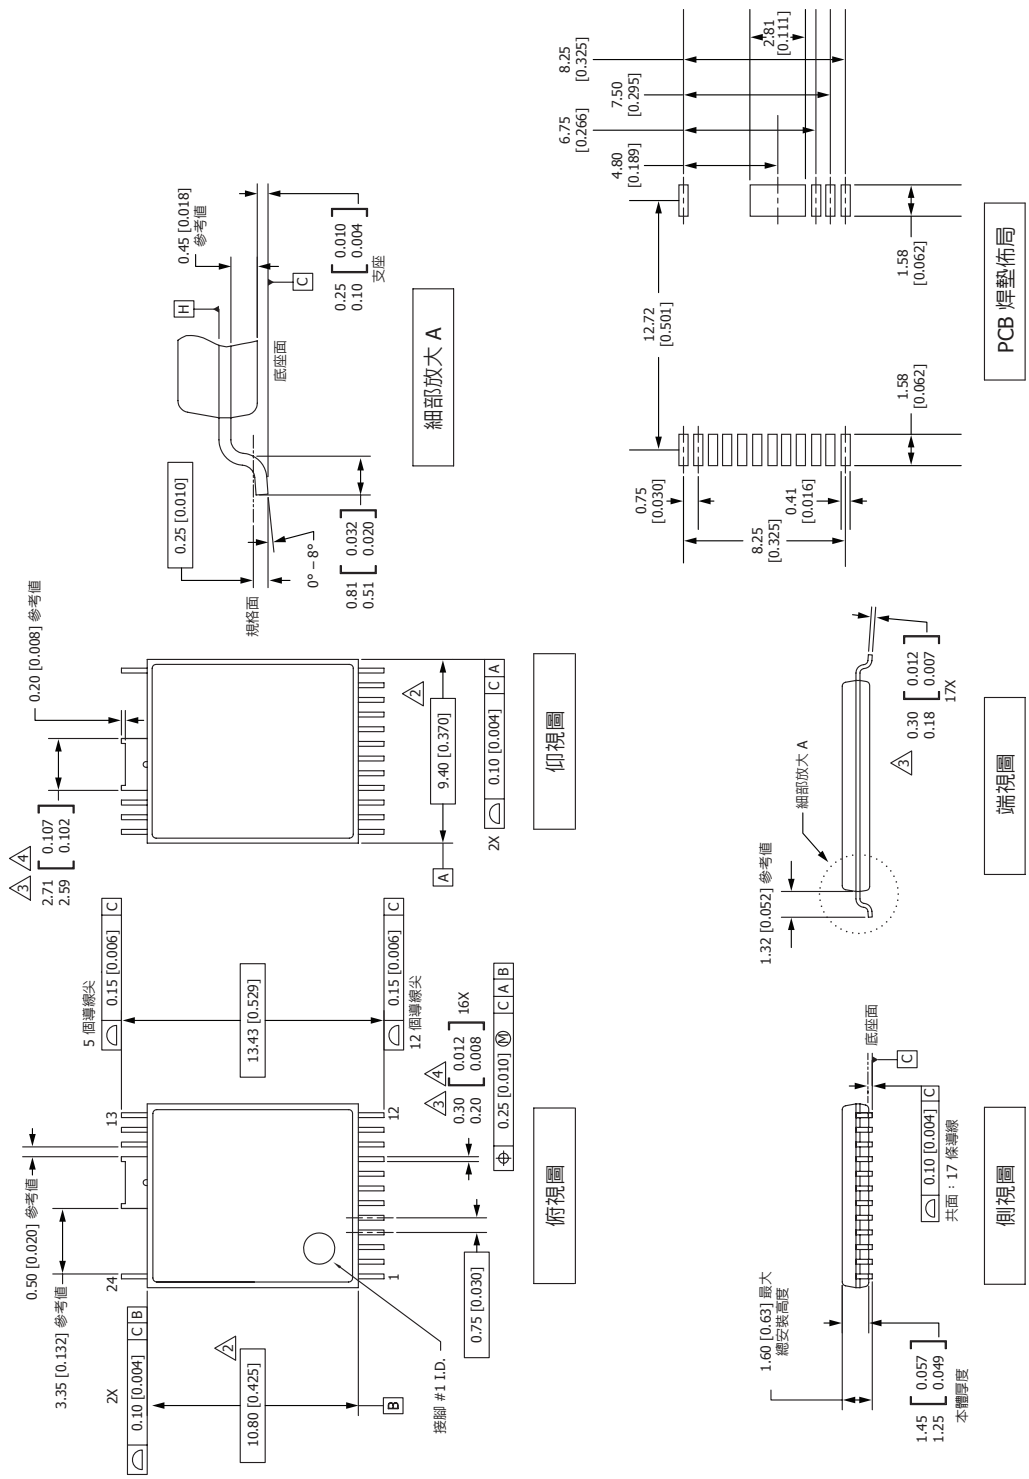 2X
0.10 [0.004] C B
3.35 [0.132] 參考值
0.50 [0.020] 參考值
24
13
2
10.80 [0.425]
B
接腳 #1 I.D.
1
12
0.75 [0.030]
5 個導線尖
0.15 [0.006] C
13.43 [0.529]
0.15 [0.006] C
12 個導線尖
3 4
0.30
0.20
0.012
0.008
16X
0.25 [0.010] M C A B
俯視圖
3 4
2.71
2.59
0.107
0.102
0.20 [0.008] 參考值
2
A
9.40 [0.370]
2X
0.10 [0.004] C A
仰視圖
規格面
0.25 [0.010]
H
0.45 [0.018]
參考值
0° – 8°
0.81
0.51
0.032
0.020
底座面
C
0.25
0.10
0.010
0.004
支座
細部放大 A
1.60 [0.63] 最大
總安裝高度
1.45
1.25
0.057
0.049
本體厚度
底座面
C
0.10 [0.004] C
共面：17 條導線
側視圖
1.32 [0.052] 參考值
細部放大 A
3
0.30
0.18
0.012
0.007
17X
端視圖
0.75
[0.030]
0.41
[0.016]
8.25
[0.325]
12.72
[0.501]
1.58
[0.062]
4.80
[0.189]
6.75
[0.266]
7.50
[0.295]
8.25
[0.325]
2.81
[0.111]
1.58
[0.062]
PCB 焊墊佈局